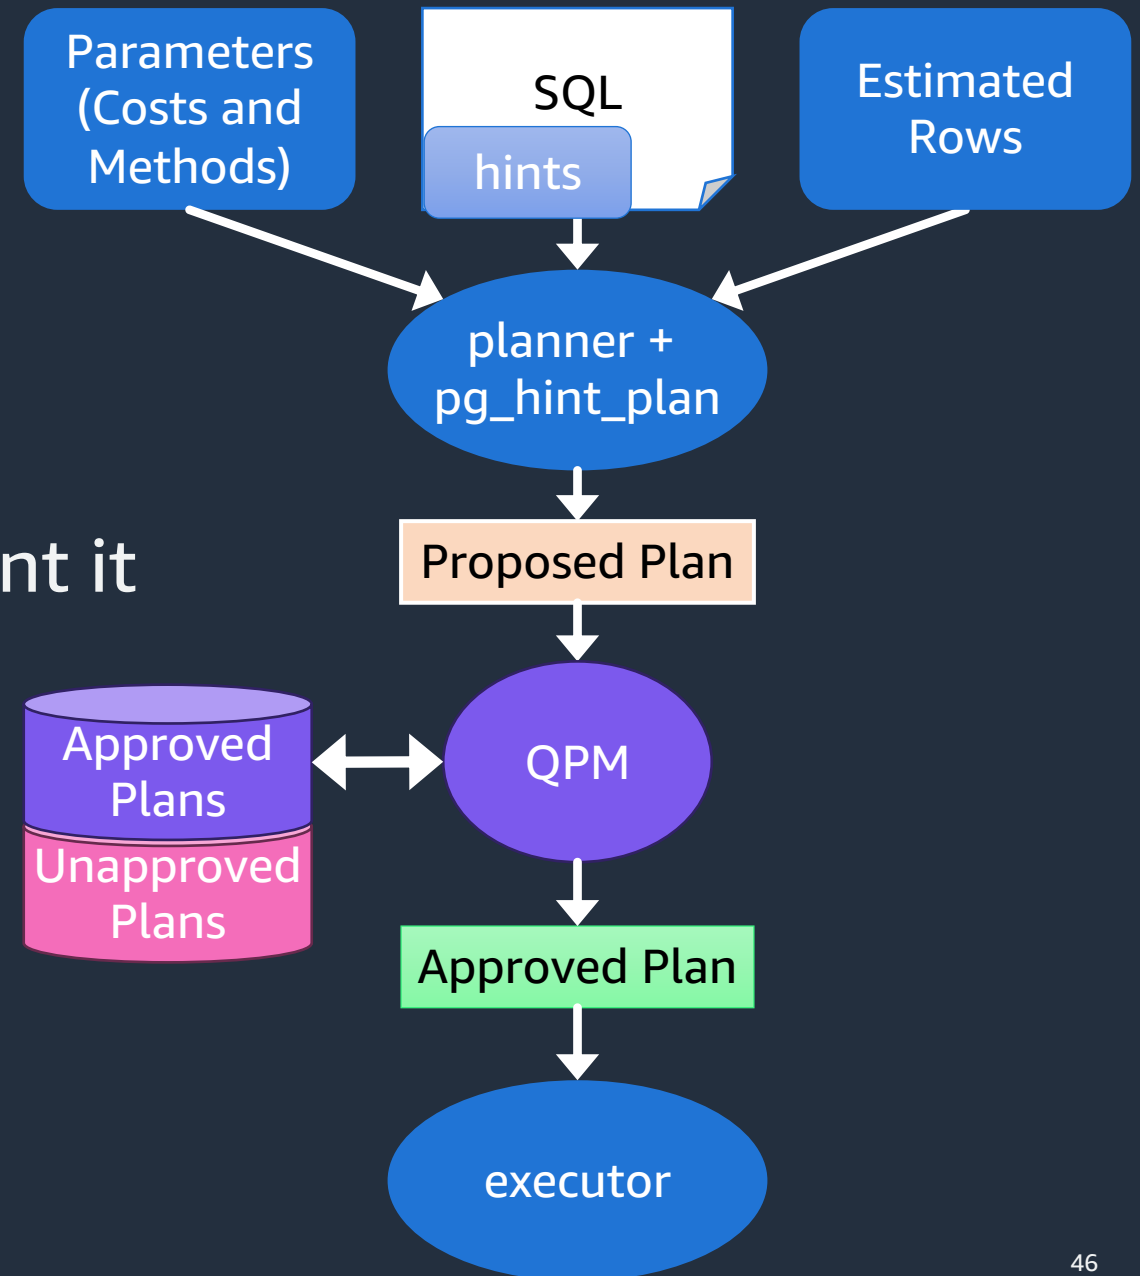 Parameters
(Costs and
Methods)
SQL
hints
Estimated
Rows
planner +
pg_hint_plan
Proposed Plan
nt it
Approved
Plans
QPM
Unapproved
Plans
Approved Plan
executor
46